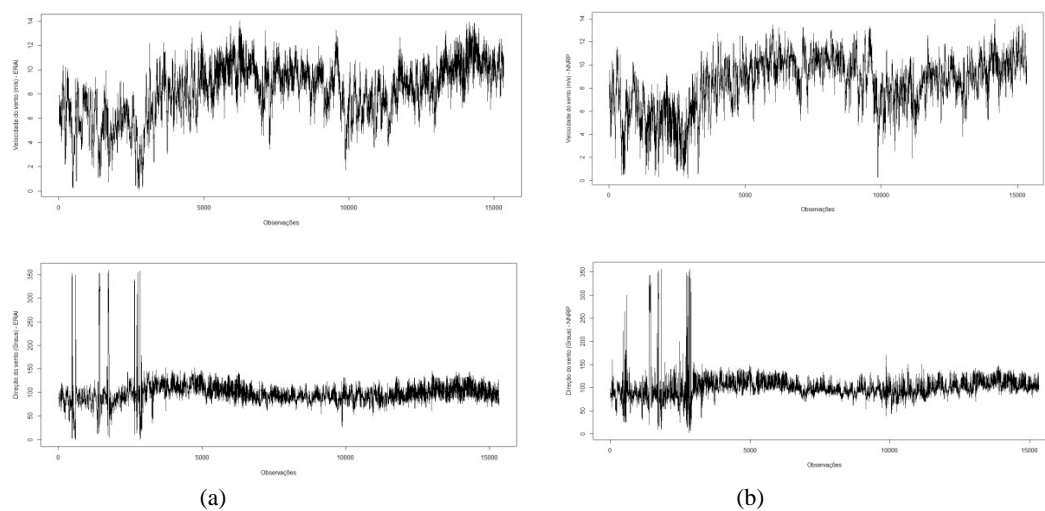 Velocidade do vento (m/s) - ERAI
0 2 4 6 8 10 12 14
0 5000 10000 15000
Observações
Velocidade do vento (m/s) - NNRP
0 2 4 6 8 10 12 14
0 5000 10000 15000
Observações
Direção do vento (Graus) - ERAI
0 50 100 150 200 250 300 350
0 5000 10000 15000
Observações
Direção do vento (Graus) - NNRP
0 50 100 150 200 250 300 350
0 5000 10000 15000
Observações
(a)
(b)